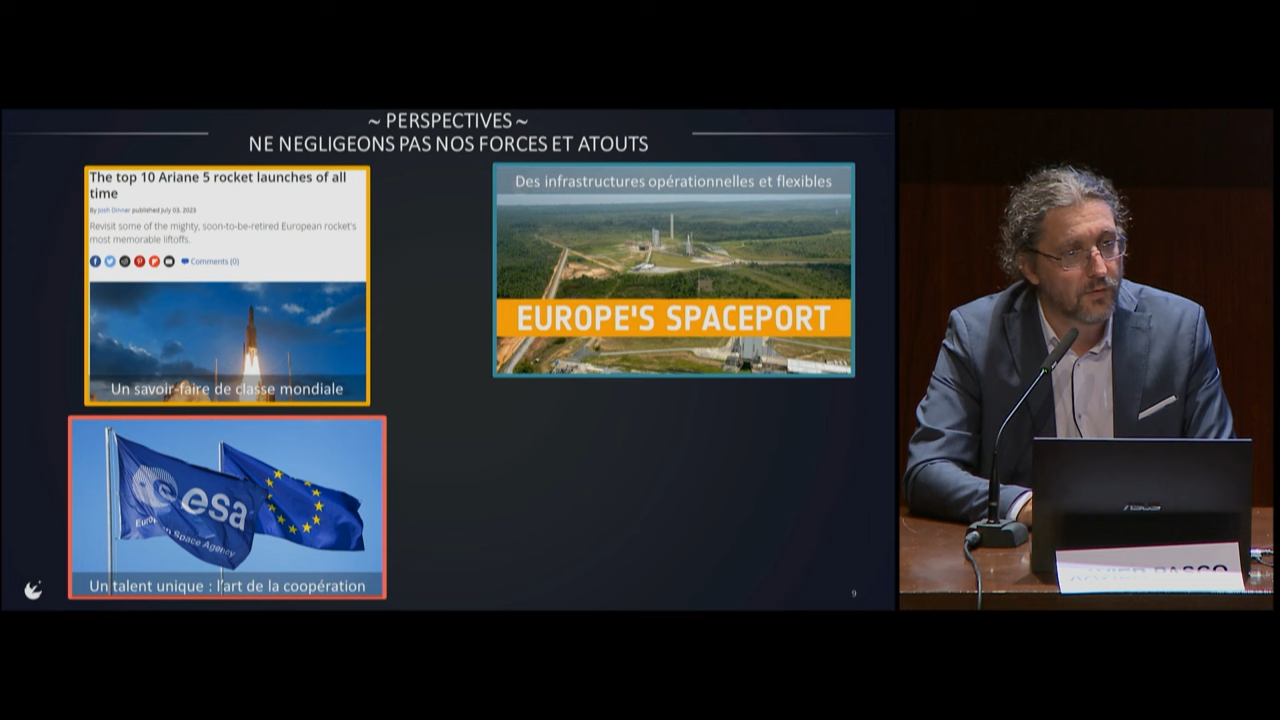 ~ PERSPECTIVES ~
NE NEGLIGEONS PAS NOS FORCES ET ATOUTS
The top 10 Ariane 5 rocket launches of all
time
By Josh Dinner published July 03, 2023
Revisit some of the mighty, soon-to-be-retired European rocket's
most memorable liftoffs.
Comments (0)
Un savoir-faire de classe mondiale
Des infrastructures opérationnelles et flexibles
EUROPE'S SPACEPORT
esa
Space Agency
Un talent unique : l'art de la coopération
9
ASUS